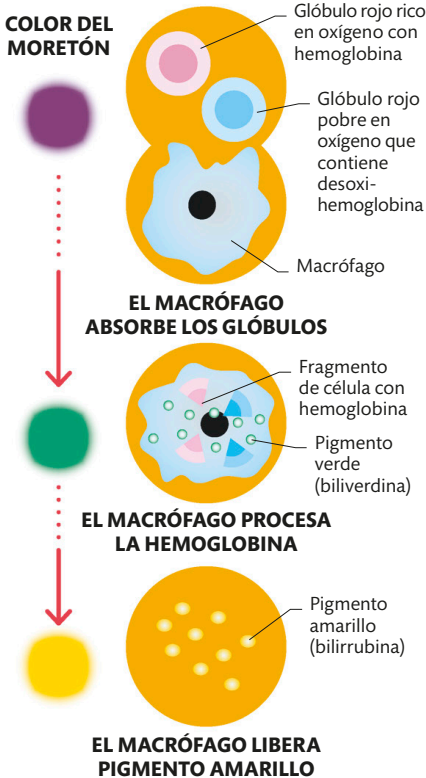 COLOR DEL
MORETÓN
Glóbulo rojo rico
en oxígeno con
hemoglobina
Glóbulo rojo
pobre en
oxígeno que
contiene
desoxi-
hemoglobina
Macrófago
EL MACRÓFAGO
ABSORBE LOS GLÓBULOS
Fragmento
de célula con
hemoglobina
Pigmento
verde
(biliverdina)
EL MACRÓFAGO PROCESA
LA HEMOGLOBINA
Pigmento
amarillo
(bilirrubina)
EL MACRÓFAGO LIBERA
PIGMENTO AMARILLO